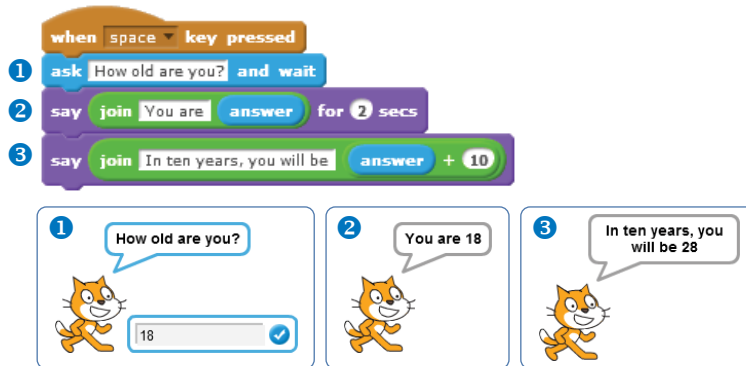 when space key pressed
1 ask How old are you? and wait
2 say join You are answer for 2 secs
3 say join In ten years, you will be answer + 10
1 How old are you?
18
2 You are 18
3 In ten years, you
will be 28